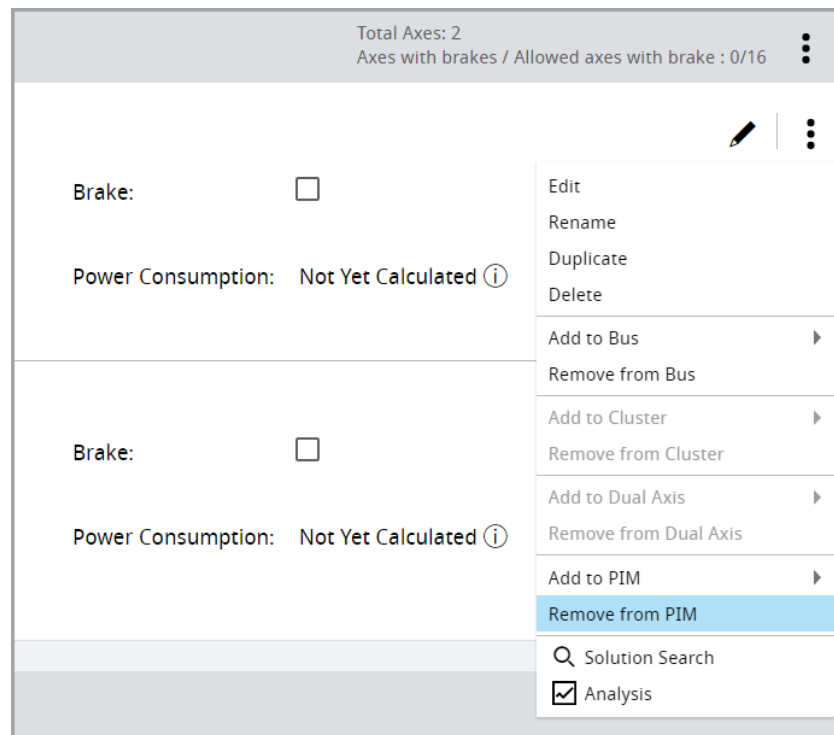 Total Axes: 2
Axes with brakes / Allowed axes with brake : 0/16
Brake:
Power Consumption: Not Yet Calculated
Brake:
Power Consumption: Not Yet Calculated
Edit
Rename
Duplicate
Delete
Add to Bus
Remove from Bus
Add to Cluster
Remove from Cluster
Add to Dual Axis
Remove from Dual Axis
Add to PIM
Remove from PIM
Solution Search
Analysis